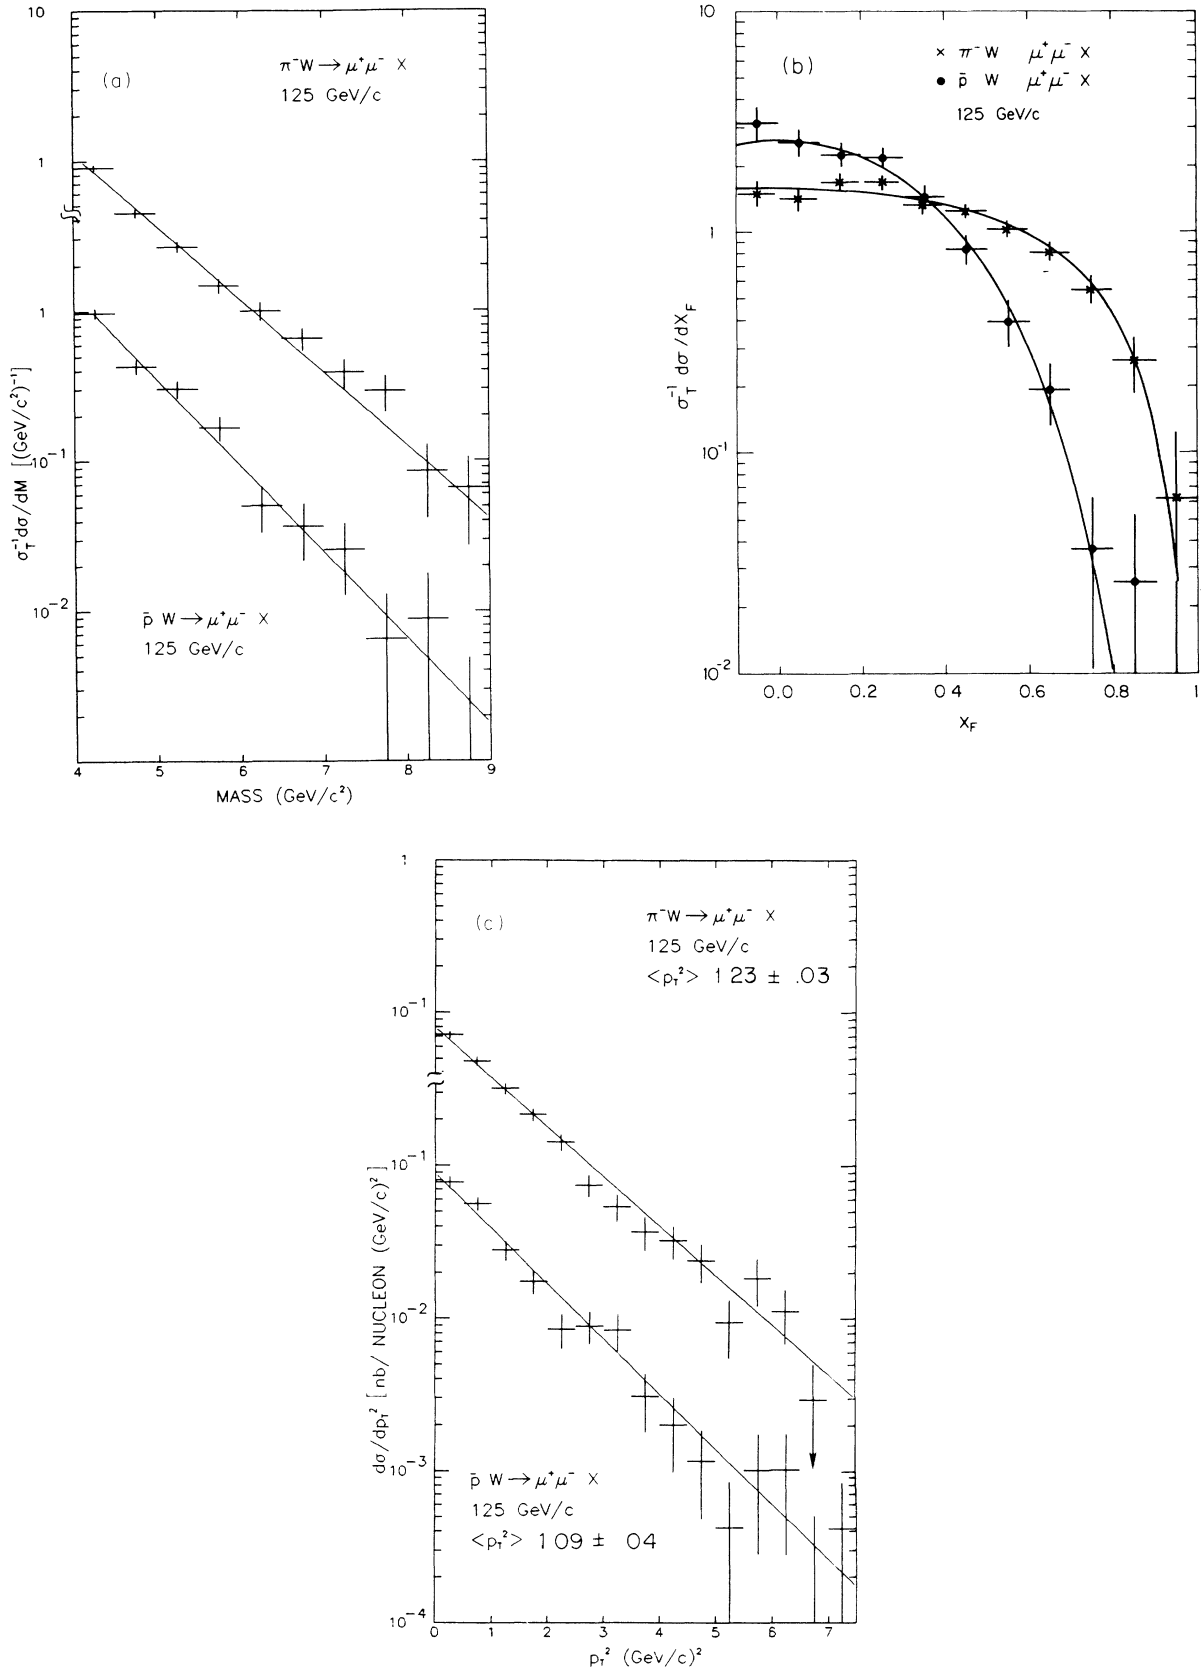 (a)
π⁻W → μ⁺μ⁻ X
125 GeV/c
10
1
1
10⁻¹
10⁻²
σ_T⁻¹ dσ/dM [(GeV/c²)⁻¹]
p̄ W → μ⁺μ⁻ X
125 GeV/c
4 5 6 7 8 9
MASS (GeV/c²)
(b)
× π⁻W μ⁺μ⁻ X
● p̄ W μ⁺μ⁻ X
125 GeV/c
10
1
10⁻¹
10⁻²
σ_T⁻¹ dσ/dX_F
0.0 0.2 0 4 0.6 0.8 1
X_F
(c)
π⁻W → μ⁺μ⁻ X
125 GeV/c
<p_T²> 1 23 ± .03
1
10⁻¹
10⁻¹
10⁻²
10⁻³
10⁻⁴
dσ/dp_T² [nb/ NUCLEON (GeV/c)²]
p̄ W → μ⁺μ⁻ X
125 GeV/c
<p_T²> 1 09 ± 04
0 1 2 3 4 5 6 7
p_T² (GeV/c)²